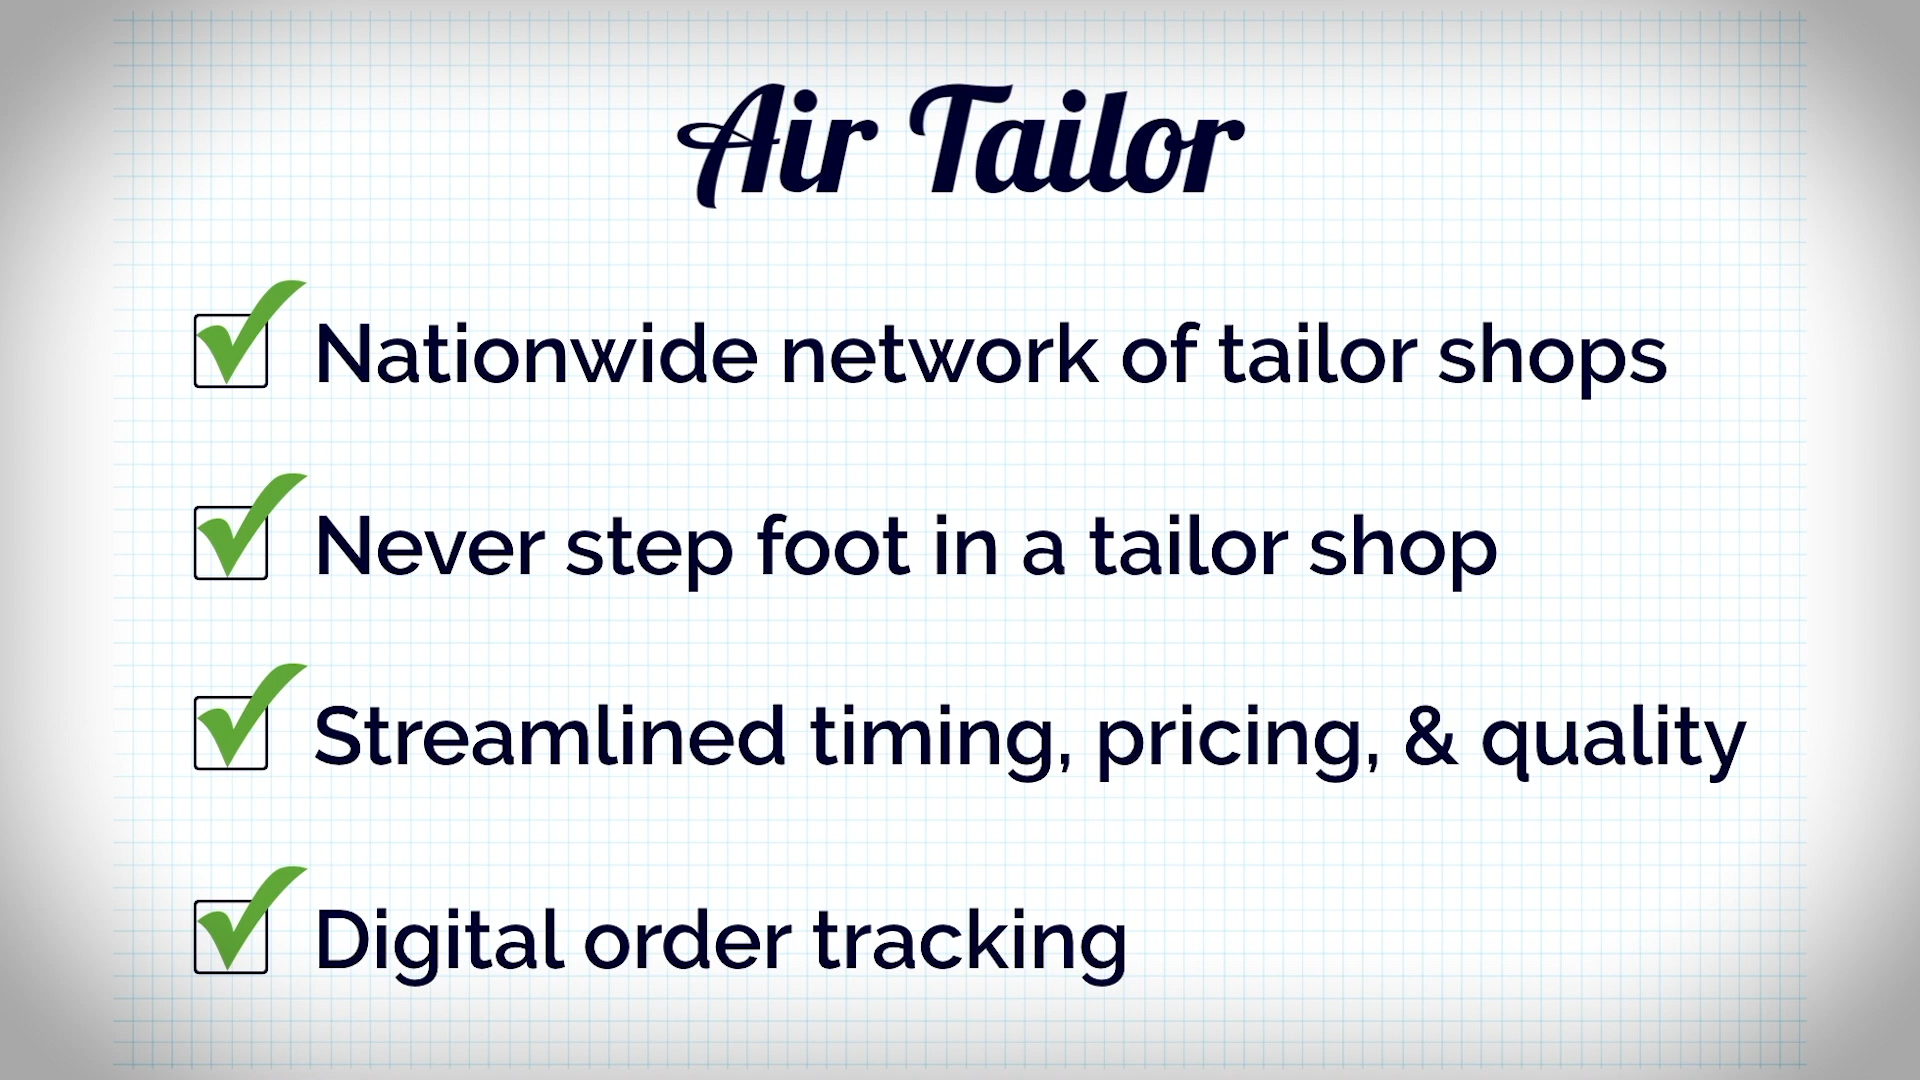 Air Tailor
Nationwide network of tailor shops
Never step foot in a tailor shop
Streamlined timing, pricing, & quality
Digital order tracking